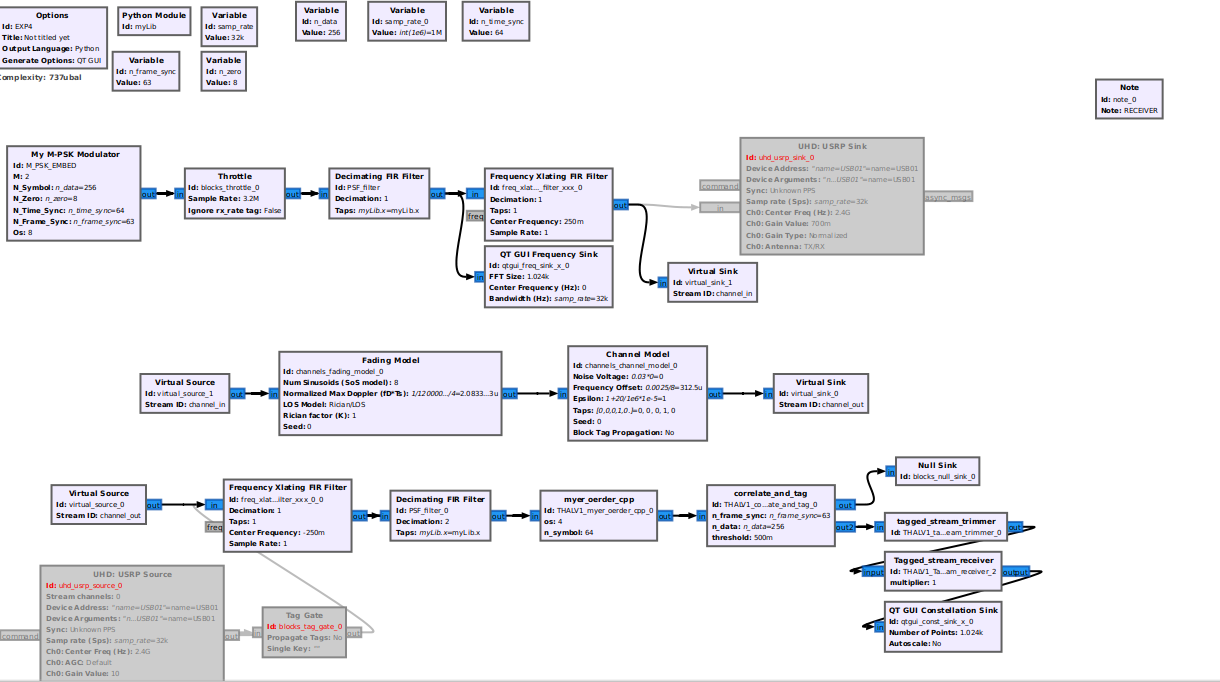 Options
Id: EXP4
Title: Not titled yet
Output Language: Python
Generate Options: QT GUI
Complexity: 737ubal
Python Module
Id: myLib
Variable
Id: samp_rate
Value: 32k
Variable
Id: n_data
Value: 256
Variable
Id: samp_rate_0
Value: int(1e6)=1M
Variable
Id: n_time_sync
Value: 64
Variable
Id: n_frame_sync
Value: 63
Variable
Id: n_zero
Value: 8
Note
Id: note_0
Note: RECEIVER
My M-PSK Modulator
Id: M_PSK_EMBED
M: 2
N_Symbol: n_data=256
N_Zero: n_zero=8
N_Time_Sync: n_time_sync=64
N_Frame_Sync: n_frame_sync=63
Os: 8
out
in
Throttle
Id: blocks_throttle_0
Sample Rate: 3.2M
Ignore rx_rate tag: False
out
in
Decimating FIR Filter
Id: PSF_filter
Decimation: 1
Taps: myLib.x=myLib.x
out
in
freq
Frequency Xlating FIR Filter
Id: freq_xlat..._filter_xxx_0
Decimation: 1
Taps: 1
Center Frequency: 250m
Sample Rate: 1
out
in
QT GUI Frequency Sink
Id: qtgui_freq_sink_x_0
FFT Size: 1.024k
Center Frequency (Hz): 0
Bandwidth (Hz): samp_rate=32k
command
in
UHD: USRP Sink
Id: uhd_usrp_sink_0
Device Address: "name=USB01"=name=USB01
Device Arguments: "n...USB01"=name=USB01
Sync: Unknown PPS
Samp rate (Sps): samp_rate=32k
Ch0: Center Freq (Hz): 2.4G
Ch0: Gain Value: 700m
Ch0: Gain Type: Normalized
Ch0: Antenna: TX/RX
async_msgs
in
Virtual Sink
Id: virtual_sink_1
Stream ID: channel_in
Virtual Source
Id: virtual_source_1
Stream ID: channel_in
out
in
Fading Model
Id: channels_fading_model_0
Num Sinusoids (SoS model): 8
Normalized Max Doppler (fD*Ts): 1/120000.../4=2.0833...3u
LOS Model: Rician/LOS
Rician factor (K): 1
Seed: 0
out
in
Channel Model
Id: channels_channel_model_0
Noise Voltage: 0.03*0=0
Frequency Offset: 0.0025/8=312.5u
Epsilon: 1+20/1e6*1e-5=1
Taps: [0,0,0,1,0.]=0, 0, 0, 1, 0
Seed: 0
Block Tag Propagation: No
out
in
Virtual Sink
Id: virtual_sink_0
Stream ID: channel_out
Virtual Source
Id: virtual_source_0
Stream ID: channel_out
out
in
freq
Frequency Xlating FIR Filter
Id: freq_xlat...ilter_xxx_0_0
Decimation: 1
Taps: 1
Center Frequency: -250m
Sample Rate: 1
out
in
Decimating FIR Filter
Id: PSF_filter_0
Decimation: 2
Taps: myLib.x=myLib.x
out
in
myer_oerder_cpp
Id: THALV1_myer_oerder_cpp_0
os: 4
n_symbol: 64
out
in
correlate_and_tag
Id: THALV1_co...ate_and_tag_0
n_frame_sync: n_frame_sync=63
n_data: n_data=256
threshold: 500m
out
out2
in
Null Sink
Id: blocks_null_sink_0
in
tagged_stream_trimmer
Id: THALV1_ta...eam_trimmer_0
out
input
Tagged_stream_receiver
Id: THALV1_Ta...am_receiver_2
multiplier: 1
output
in
QT GUI Constellation Sink
Id: qtgui_const_sink_x_0
Number of Points: 1.024k
Autoscale: No
command
UHD: USRP Source
Id: uhd_usrp_source_0
Stream channels: 0
Device Address: "name=USB01"=name=USB01
Device Arguments: "n...USB01"=name=USB01
Sync: Unknown PPS
Samp rate (Sps): samp_rate=32k
Ch0: Center Freq (Hz): 2.4G
Ch0: AGC: Default
Ch0: Gain Value: 10
out
in
Tag Gate
Id: blocks_tag_gate_0
Propagate Tags: No
Single Key: ""
out